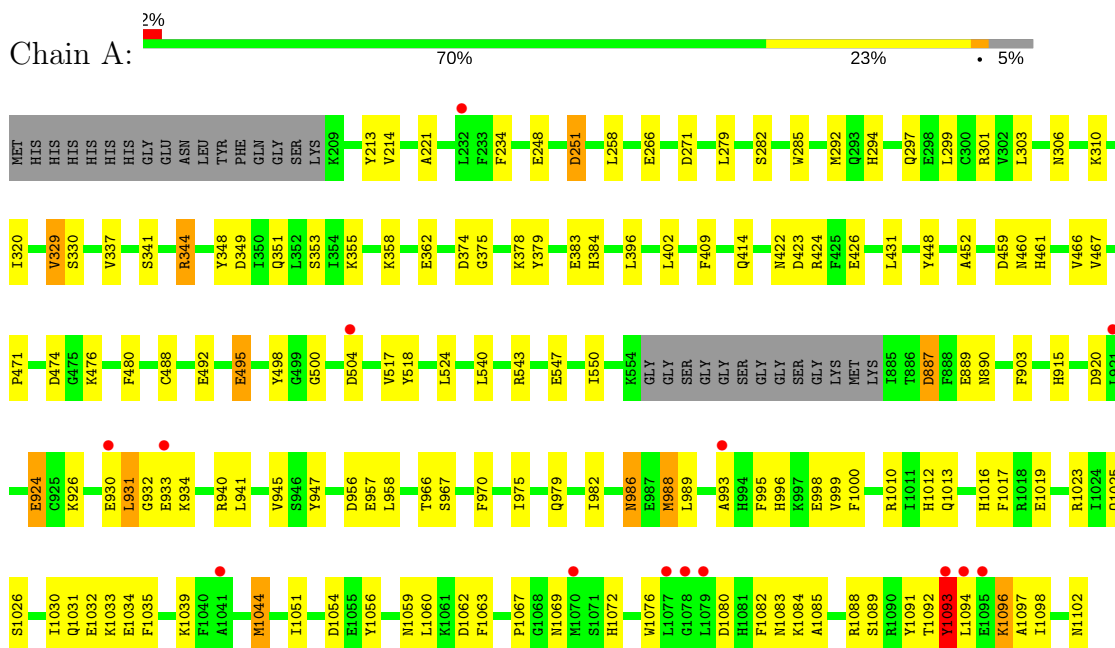 2%
Chain A:
70% 23% • 5%
MET HIS HIS HIS HIS HIS HIS GLY GLU ASN LEU TYR PHE GLN GLY SER LYS K209 Y213 V214 A221 L232 F233 F234 E248 D251 L258 E266 D271 L279 S282 W285 M292 Q293 H294 Q297 E298 L299 C300 R301 V302 L303 N306 K310
I320 V329 S330 V337 S341 R344 Y348 D349 I350 Q351 L352 S353 I354 K355 K358 E362 D374 G375 K378 Y379 E383 H384 L396 L402 F409 Q414 N422 D423 R424 F425 E426 L431 Y448 A452 D459 N460 H461 V466 V467
P471 D474 G475 K476 F480 C488 E492 E495 Y498 G499 G500 D504 V517 Y518 L524 L540 R543 E547 I550 K554 GLY GLY SER GLY GLY SER GLY GLY SER GLY LYS MET LYS I885 T886 D887 F888 E889 N890 F903 H915 D920 L921
E924 C925 K926 E930 L931 G932 E933 K934 R940 L941 V945 S946 Y947 D956 E957 L958 T966 S967 F970 I975 Q979 I982 N986 E987 M988 L989 A993 H994 F995 H996 K997 E998 V999 F1000 R1010 I1011 H1012 Q1013 H1016 F1017 R1018 E1019 R1023 I1024
S1026 I1030 Q1031 E1032 K1033 E1034 F1035 K1039 F1040 A1041 M1044 I1051 D1054 E1055 Y1056 N1059 L1060 K1061 D1062 F1063 P1067 G1068 N1069 M1070 S1071 H1072 W1076 L1077 G1078 L1079 D1080 H1081 F1082 N1083 K1084 A1085 R1088 S1089 R1090 Y1091 T1092 Y1093 L1094 E1095 K1096 A1097 I1098 N1102